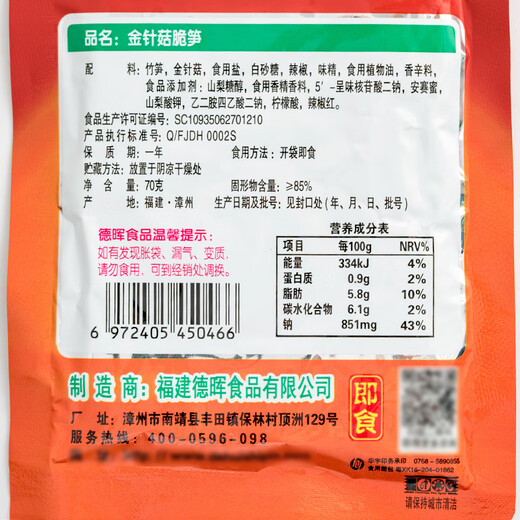 品名：金针菇脆笋
配　　料：竹笋，金针菇，食用盐，白砂糖，辣椒，味精，食用植物油，香辛料，
食品添加剂：山梨糖醇，食用香精香料，5'-呈味核苷酸二钠，安赛蜜，
山梨酸钾，乙二胺四乙酸二钠，柠檬酸，辣椒红。
食品生产许可证编号：SC10935062701210
产品执行标准号：Q/FJDH 0002S
保 质 期：一年　食用方法：开袋即食
贮藏方法：放置于阴凉干燥处
净 含 量：70克　固形物含量：≥85%
产　　地：福建·漳州　生产日期及批号：见封口处（年、月、日、批号）
德晖食品温馨提示：
如有发现胀袋、漏气、变质，
请勿食用，可到经销处调换。
营养成分表
项目　每100g　NRV%
能量　334kJ　4%
蛋白质　0.9g　2%
脂肪　5.8g　10%
碳水化合物　6.1g　2%
钠　851mg　43%
6 972405 450466
制 造 商：福建德晖食品有限公司
厂　　址：漳州市南靖县丰田镇保林村顶洲129号
服务热线：400-0596-098
即食
请保持城市清洁